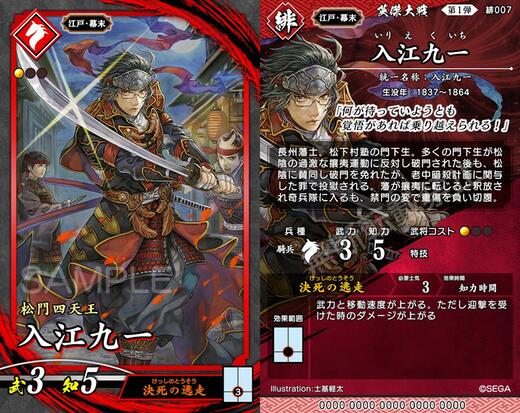 江戸・幕末
SAMPLE
松門四天王
入江九一
武3 知5
けっしのとうそう
決死の逃走
3
緋
江戸・幕末
英傑大戦
第1弾
緋007
いりえくいち
入江九一
統一名称：入江九一
生没年：1837～1864
「何が待っていようとも
覚悟があれば乗り超えられる！」
長州藩士。松下村塾の門下生。多くの門下生が松
陰の過激な攘夷運動に反対し破門された後も、松
陰に賛同し破門を免れたが、老中暗殺計画に関与
した罪で投獄される。藩が攘夷に転じると釈放さ
れ奇兵隊に入るも、禁門の変で重傷を負い切腹。
兵種 武力 知力 武将コスト
騎兵 3 5 特技
けっしのとうそう
決死の逃走
必要士気 3
効果時間 知力時間
効果範囲
武力と移動速度が上がる。ただし迎撃を受
けた時のダメージが上がる
Illustration:土基軽太
©SEGA
0000-0000-0000-0000-0000